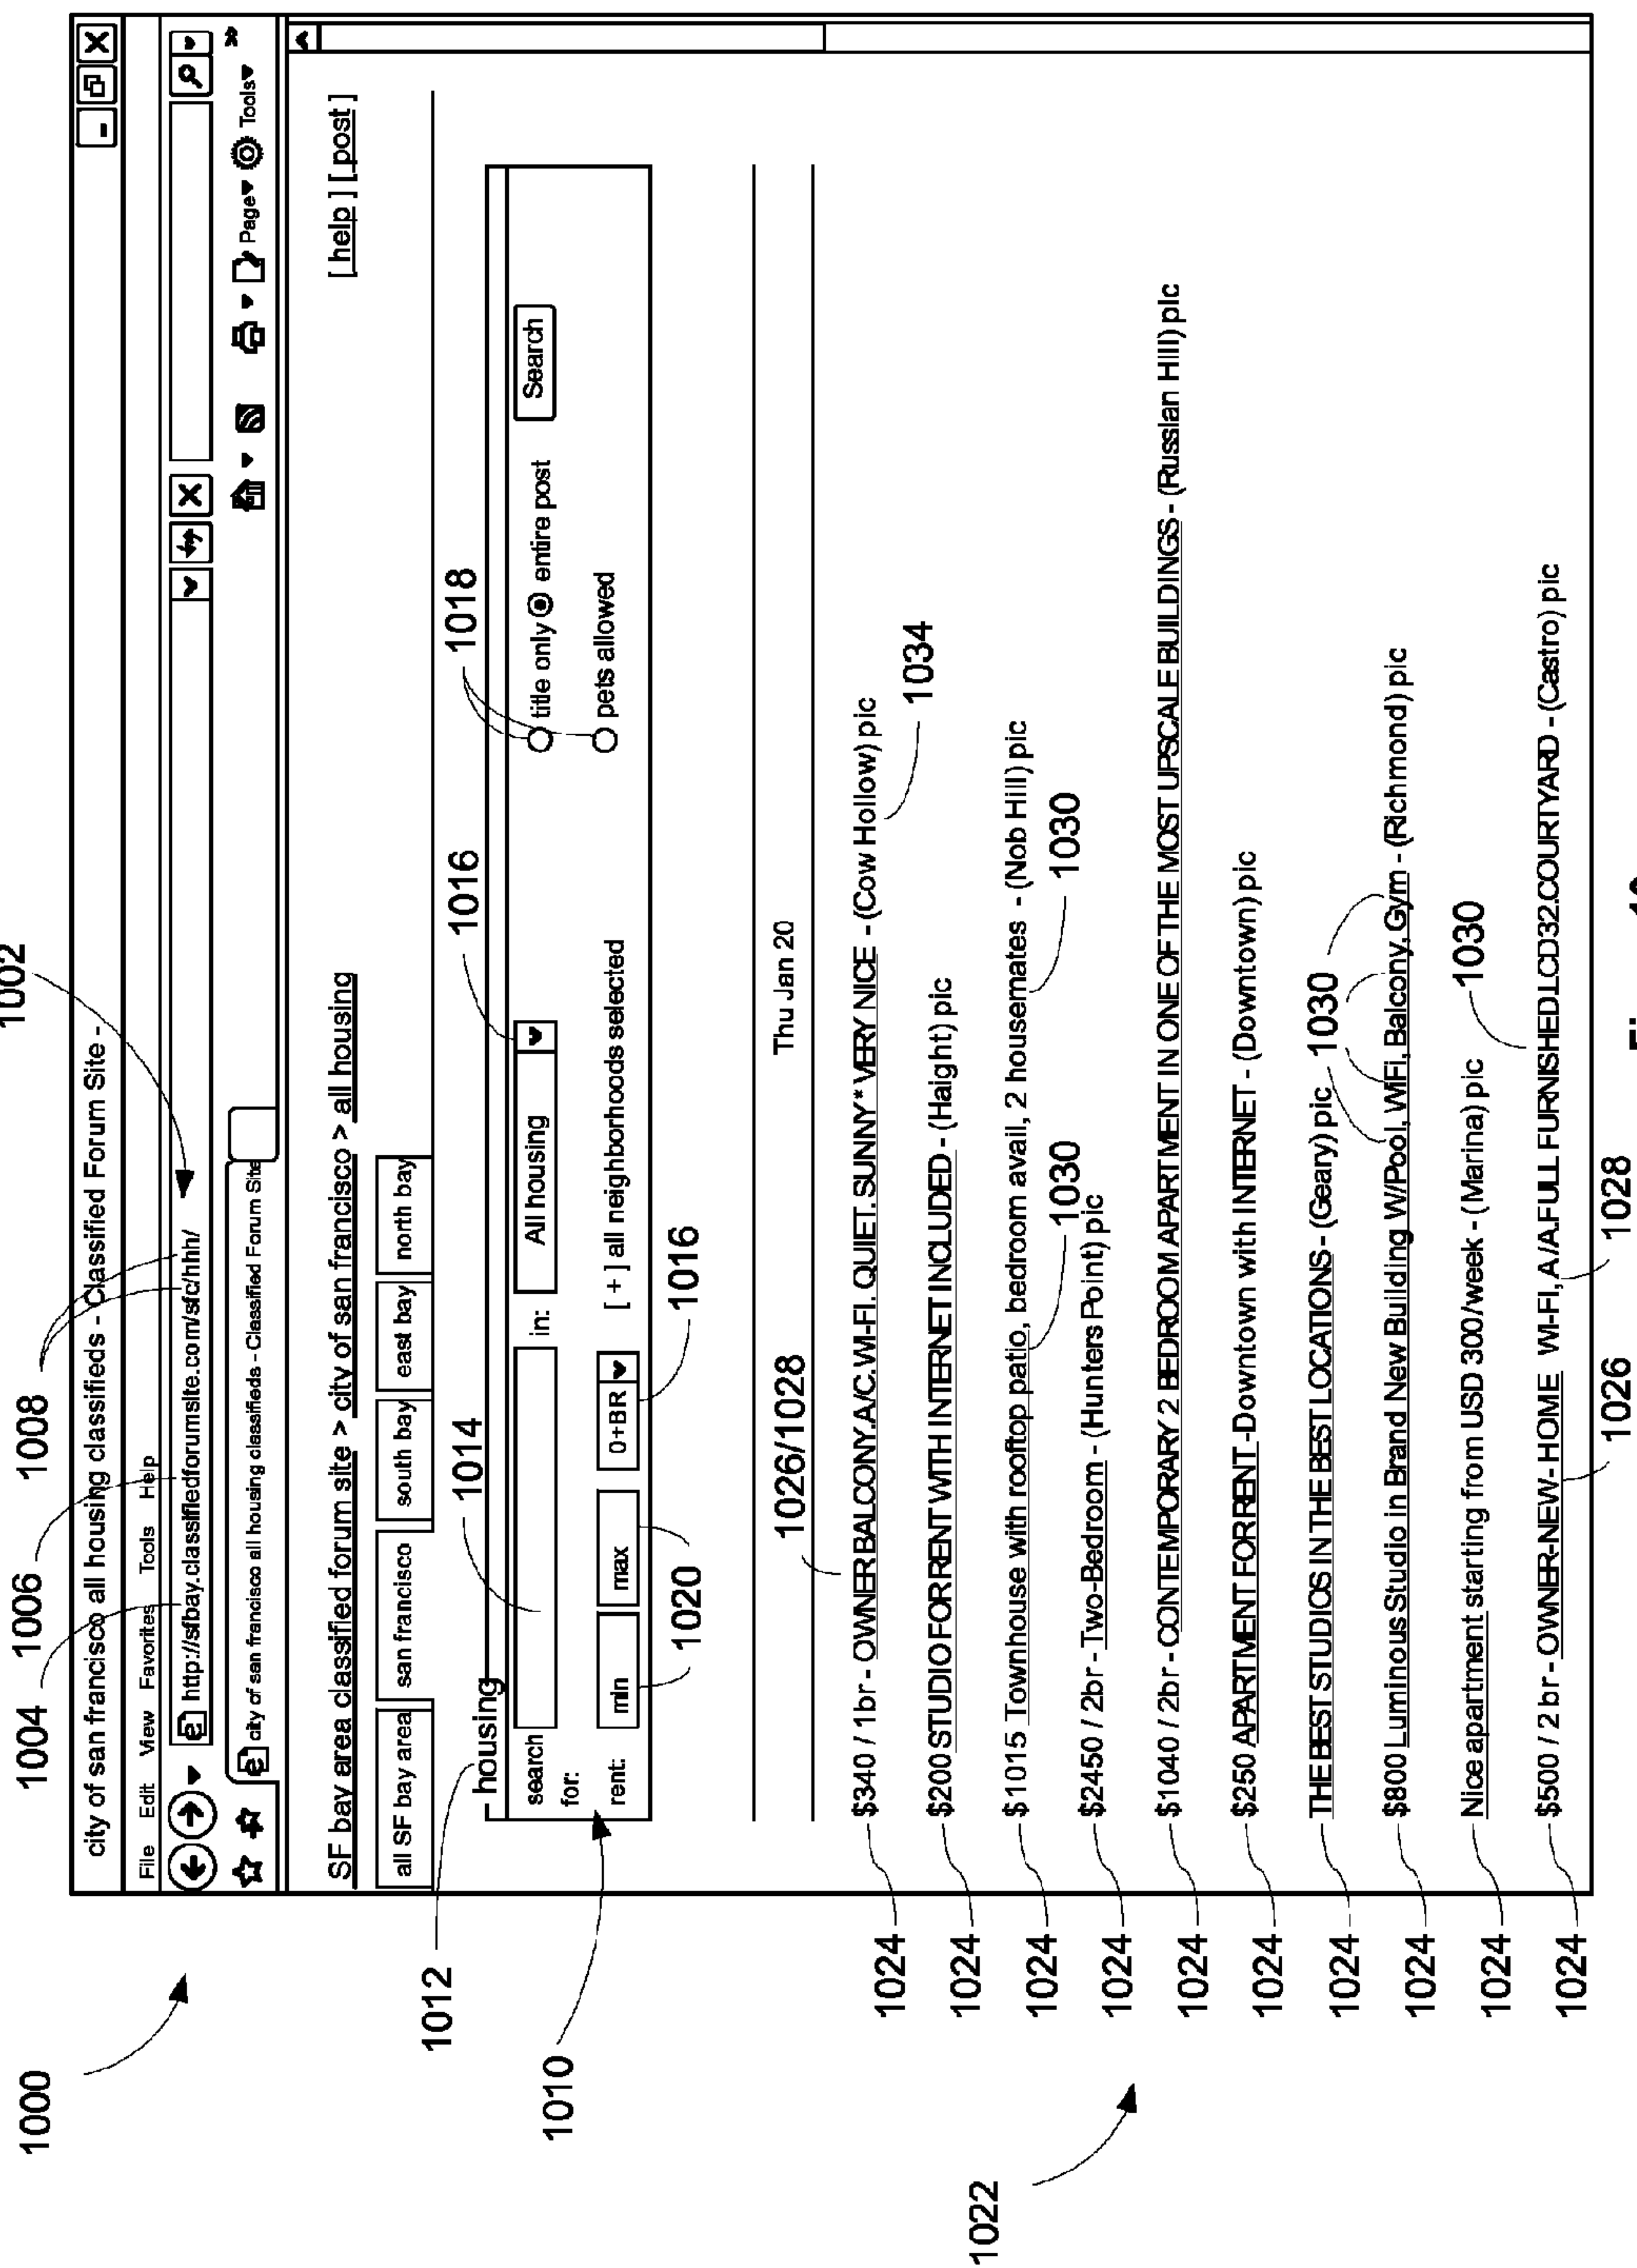 1000
1002
1004 1006 1008
city of san francisco all housing classifieds - Classified Forum Site -
File Edit View Favorites Tools Help
http://sfbay.classifiedforumsite.com/sfc/hhh/
city of san francisco all housing classifieds - Classified Forum Site
Page Tools »
SF bay area classified forum site > city of san francisco > all housing
[ help ] [ post ]
all SF bay area san francisco south bay east bay north bay
1012 1014 1016 1018
housing
search in: All housing title only entire post Search
for:
rent: min max 0+BR [ + ] all neighborhoods selected pets allowed
1010
1020 1016
Thu Jan 20
1026/1028
$340 / 1br - OWNER BALCONY.A/C.WI-FI. QUIET.SUNNY*VERY NICE - (Cow Hollow) pic
1024 1034
$200 STUDIO FOR RENT WITH INTERNET INCLUDED - (Haight) pic
1024
$1015 Townhouse with rooftop patio, bedroom avail, 2 housemates - (Nob Hill) pic
1024 1030 1030
$2450 / 2br - Two-Bedroom - (Hunters Point) pic
1024
$1040 / 2br - CONTEMPORARY 2 BEDROOM APARTMENT IN ONE OF THE MOST UPSCALE BUILDINGS - (Russian Hill) pic
1024
$250 APARTMENT FOR RENT -Downtown with INTERNET - (Downtown) pic
1024
THE BEST STUDIOS IN THE BEST LOCATIONS - (Geary) pic
1024 1030
$800 Luminous Studio in Brand New Building W/Pool, WiFi, Balcony, Gym - (Richmond) pic
1024
Nice apartment starting from USD 300/week - (Marina) pic
1024 1030
$500 / 2 br - OWNER-NEW- HOME WI-FI, A/A.FULL FURNISHED.LCD32.COURTYARD - (Castro) pic
1024
1026 1028
1022